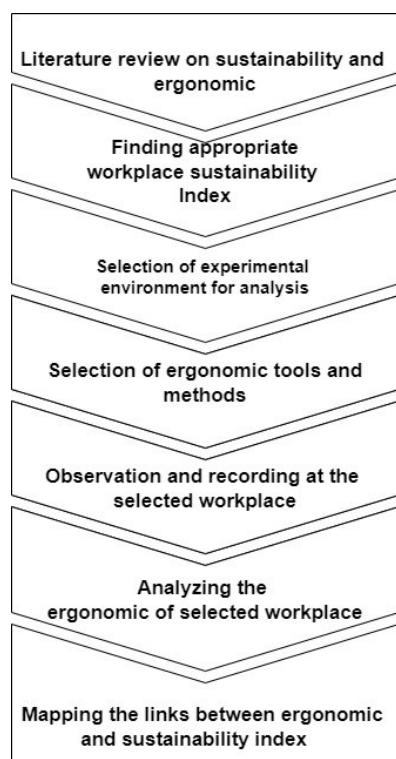 Literature review on sustainability and
ergonomic
Finding appropriate
workplace sustainability
Index
Selection of experimental
environment for analysis
Selection of ergonomic tools and
methods
Observation and recording at the
selected workplace
Analyzing the
ergonomic of selected workplace
Mapping the links between ergonomic
and sustainability index